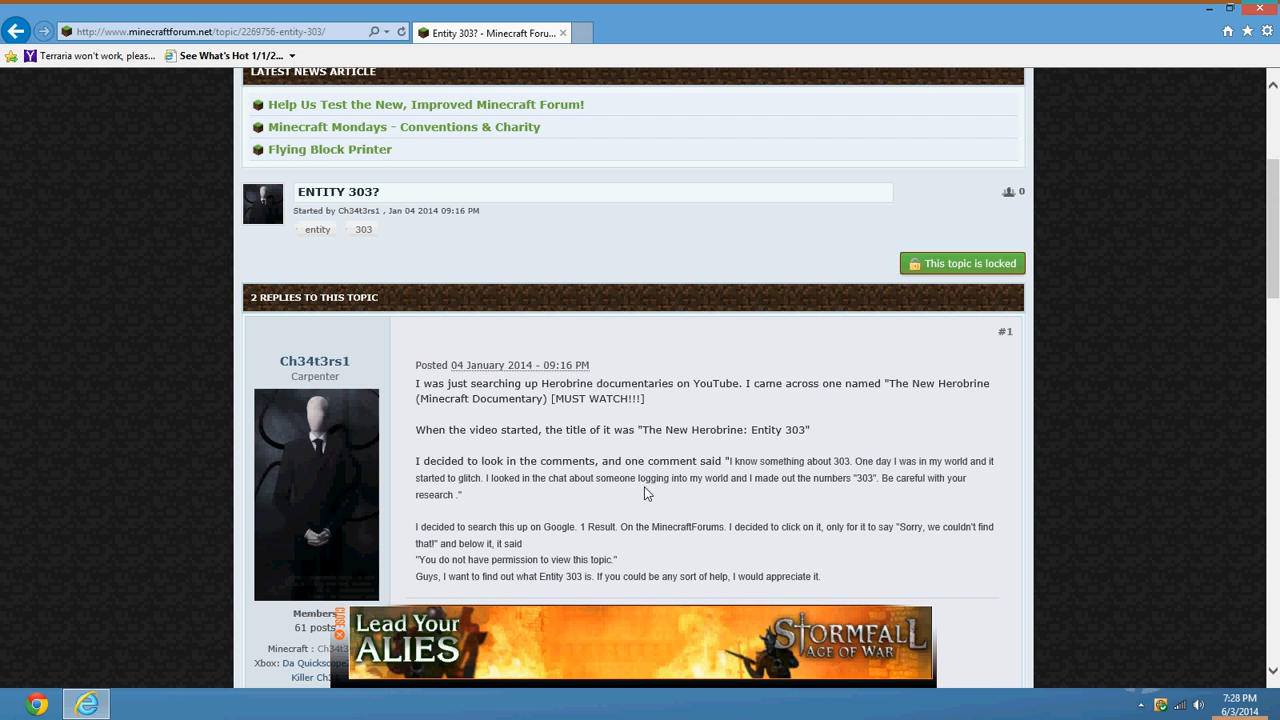 http://www.minecraftforum.net/topic/2269756-entity-303/
Entity 303? - Minecraft Foru...
Terraria won't work, pleas...
See What's Hot 1/1/2...
LATEST NEWS ARTICLE
Help Us Test the New, Improved Minecraft Forum!
Minecraft Mondays - Conventions & Charity
Flying Block Printer
ENTITY 303?
0
Started by Ch34t3rs1 , Jan 04 2014 09:16 PM
entity 303
This topic is locked
2 REPLIES TO THIS TOPIC
#1
Ch34t3rs1
Carpenter
Posted 04 January 2014 - 09:16 PM
I was just searching up Herobrine documentaries on YouTube. I came across one named "The New Herobrine
(Minecraft Documentary) [MUST WATCH!!!]
When the video started, the title of it was "The New Herobrine: Entity 303"
I decided to look in the comments, and one comment said "I know something about 303. One day I was in my world and it
started to glitch. I looked in the chat about someone logging into my world and I made out the numbers "303". Be careful with your
research ."
I decided to search this up on Google. 1 Result. On the MinecraftForums. I decided to click on it, only for it to say "Sorry, we couldn't find
that!" and below it, it said
"You do not have permission to view this topic."
Guys, I want to find out what Entity 303 is. If you could be any sort of help, I would appreciate it.
Members
61 posts
Minecraft : Ch34t3
Xbox: Da Quickscope
Killer Ch3
CLOSE
Lead Your
ALIES
STORMFALL
AGE OF WAR
7:28 PM
6/3/2014